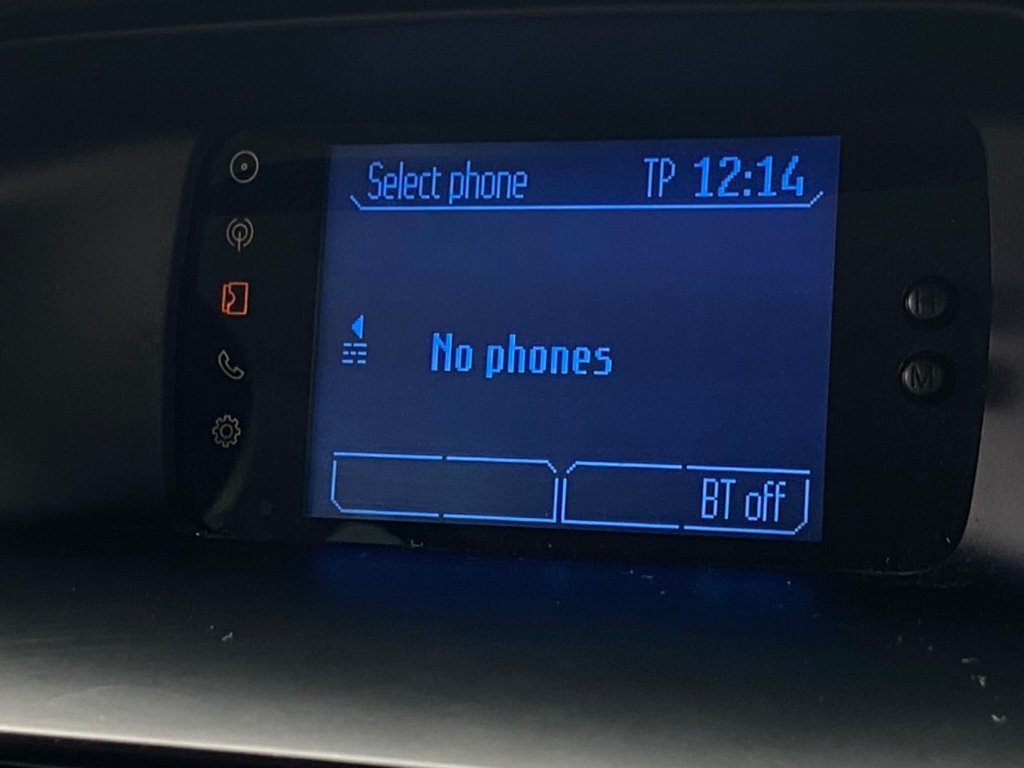 Select phone TP 12:14
H
No phones
M
BT off